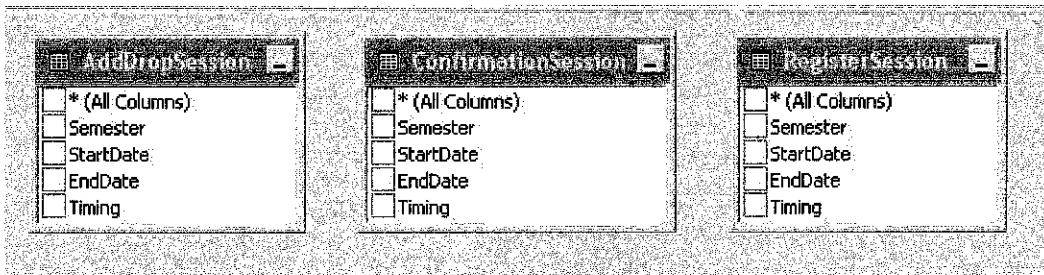 AddDropSession
* (All Columns)
Semester
StartDate
EndDate
Timing
ConfirmationSession
* (All Columns)
Semester
StartDate
EndDate
Timing
RegisterSession
* (All Columns)
Semester
StartDate
EndDate
Timing